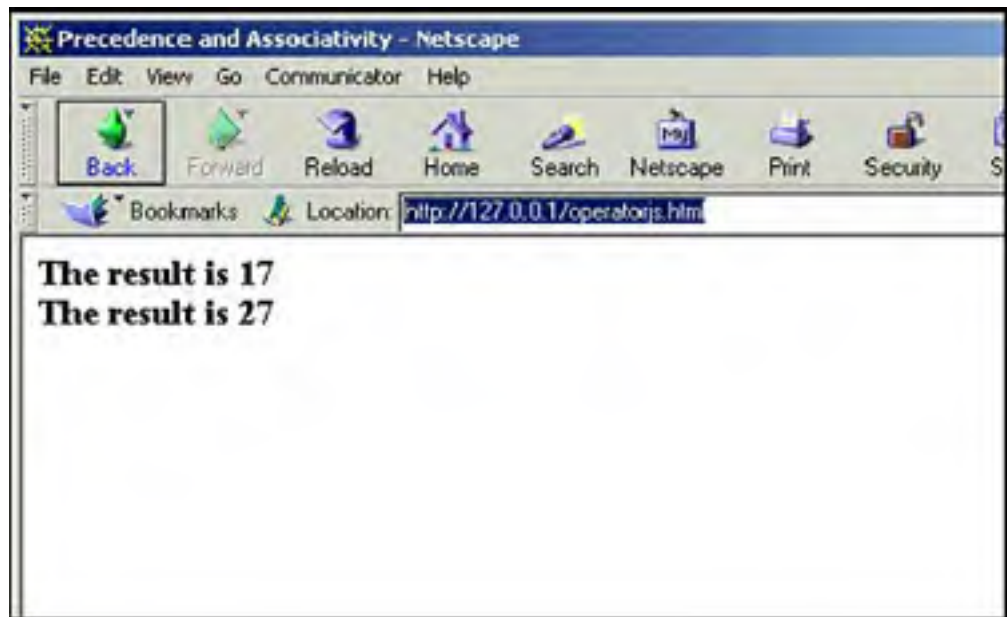 Precedence and Associativity - Netscape
File Edit View Go Communicator Help
My
Back Forward Reload Home Search Netscape Print Security S
Bookmarks Location: http://127.0.0.1/operatorjs.html
The result is 17
The result is 27